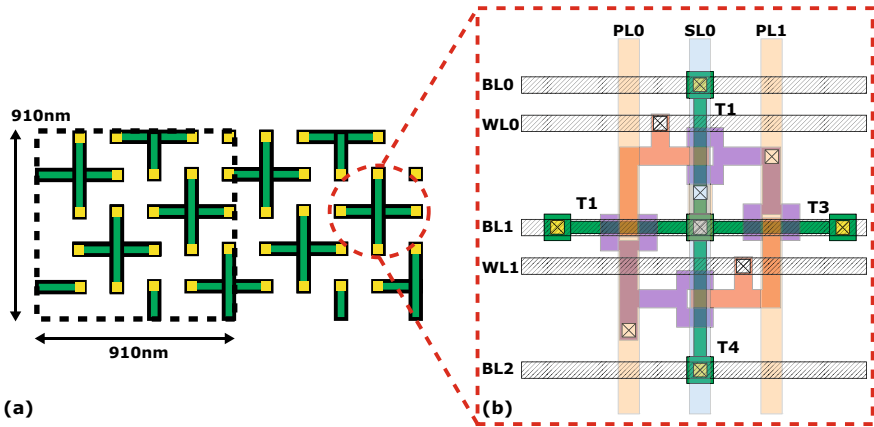 910nm
910nm
(a)
PL0 SL0 PL1
BL0
T1
WL0
T1 T3
BL1
WL1
T4
BL2
(b)